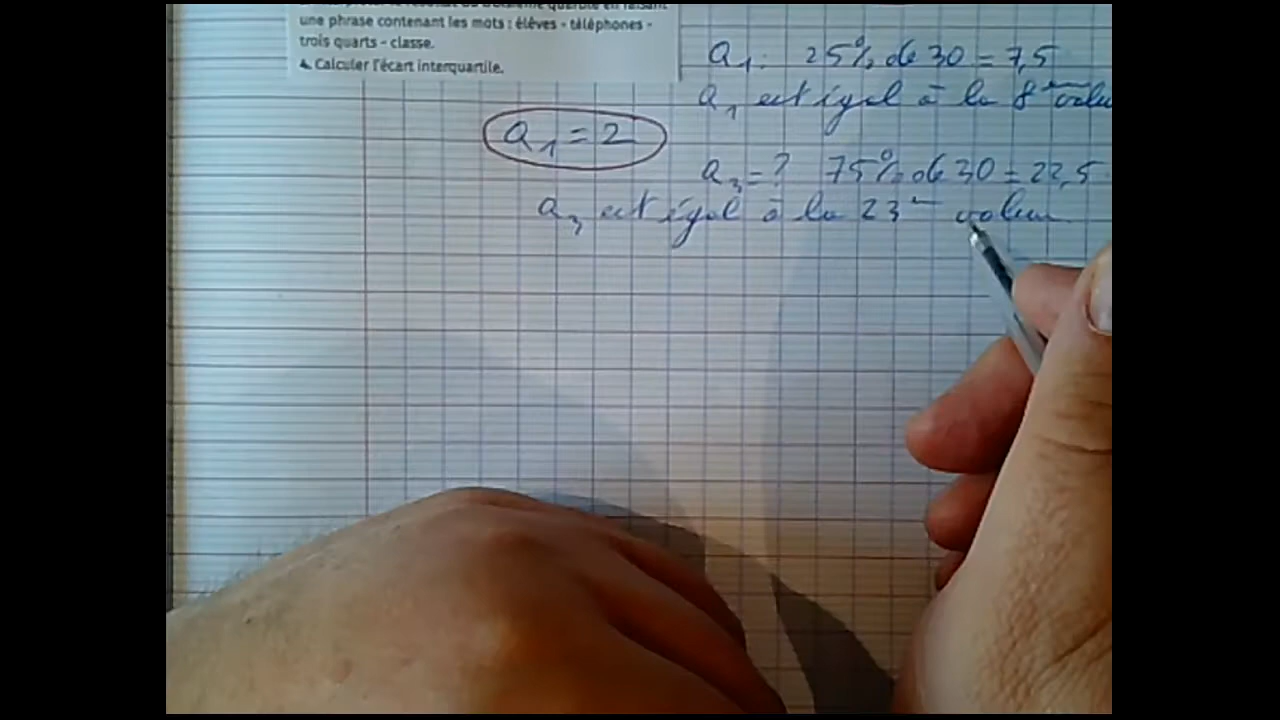 une phrase contenant les mots : élèves - téléphones -
trois quarts - classe.
4. Calculer l'écart interquartile.
Q1 : 25% de 30 = 7,5
Q1 est égal à la 8ème valeu
Q1 = 2
Q3 = ? 75% de 30 = 22,5
Q3 est égal à la 23e valeur